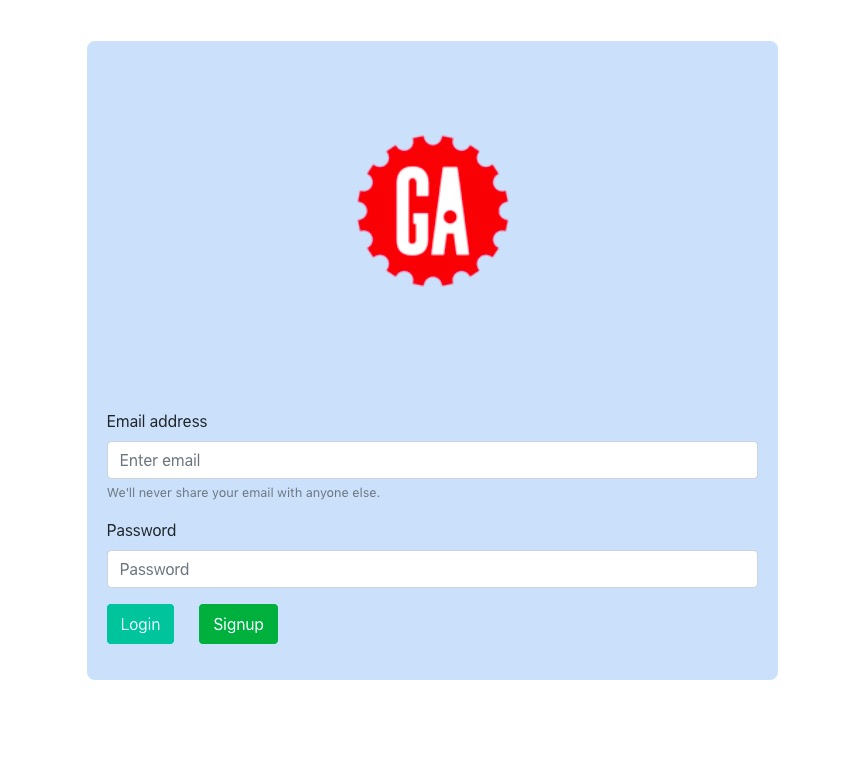 GA
Email address
Enter email
We'll never share your email with anyone else.
Password
Password
Login Signup